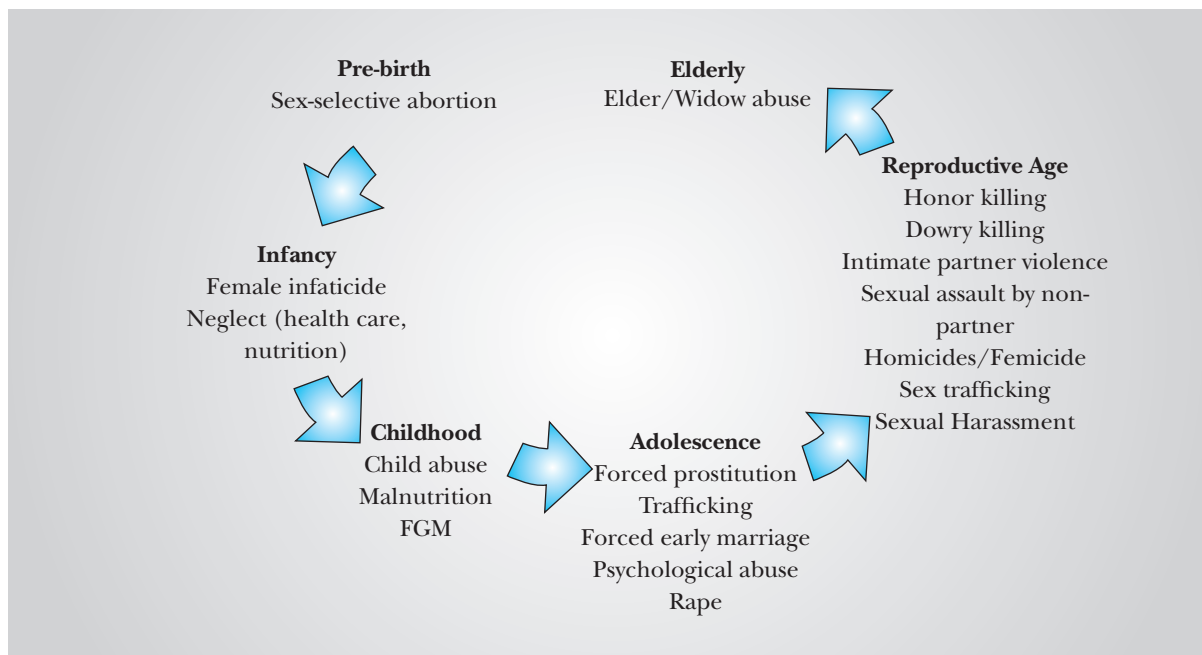 Pre-birth
Sex-selective abortion
Infancy
Female infaticide
Neglect (health care,
nutrition)
Childhood
Child abuse
Malnutrition
FGM
Adolescence
Forced prostitution
Trafficking
Forced early marriage
Psychological abuse
Rape
Reproductive Age
Honor killing
Dowry killing
Intimate partner violence
Sexual assault by non-
partner
Homicides/Femicide
Sex trafficking
Sexual Harassment
Elderly
Elder/Widow abuse